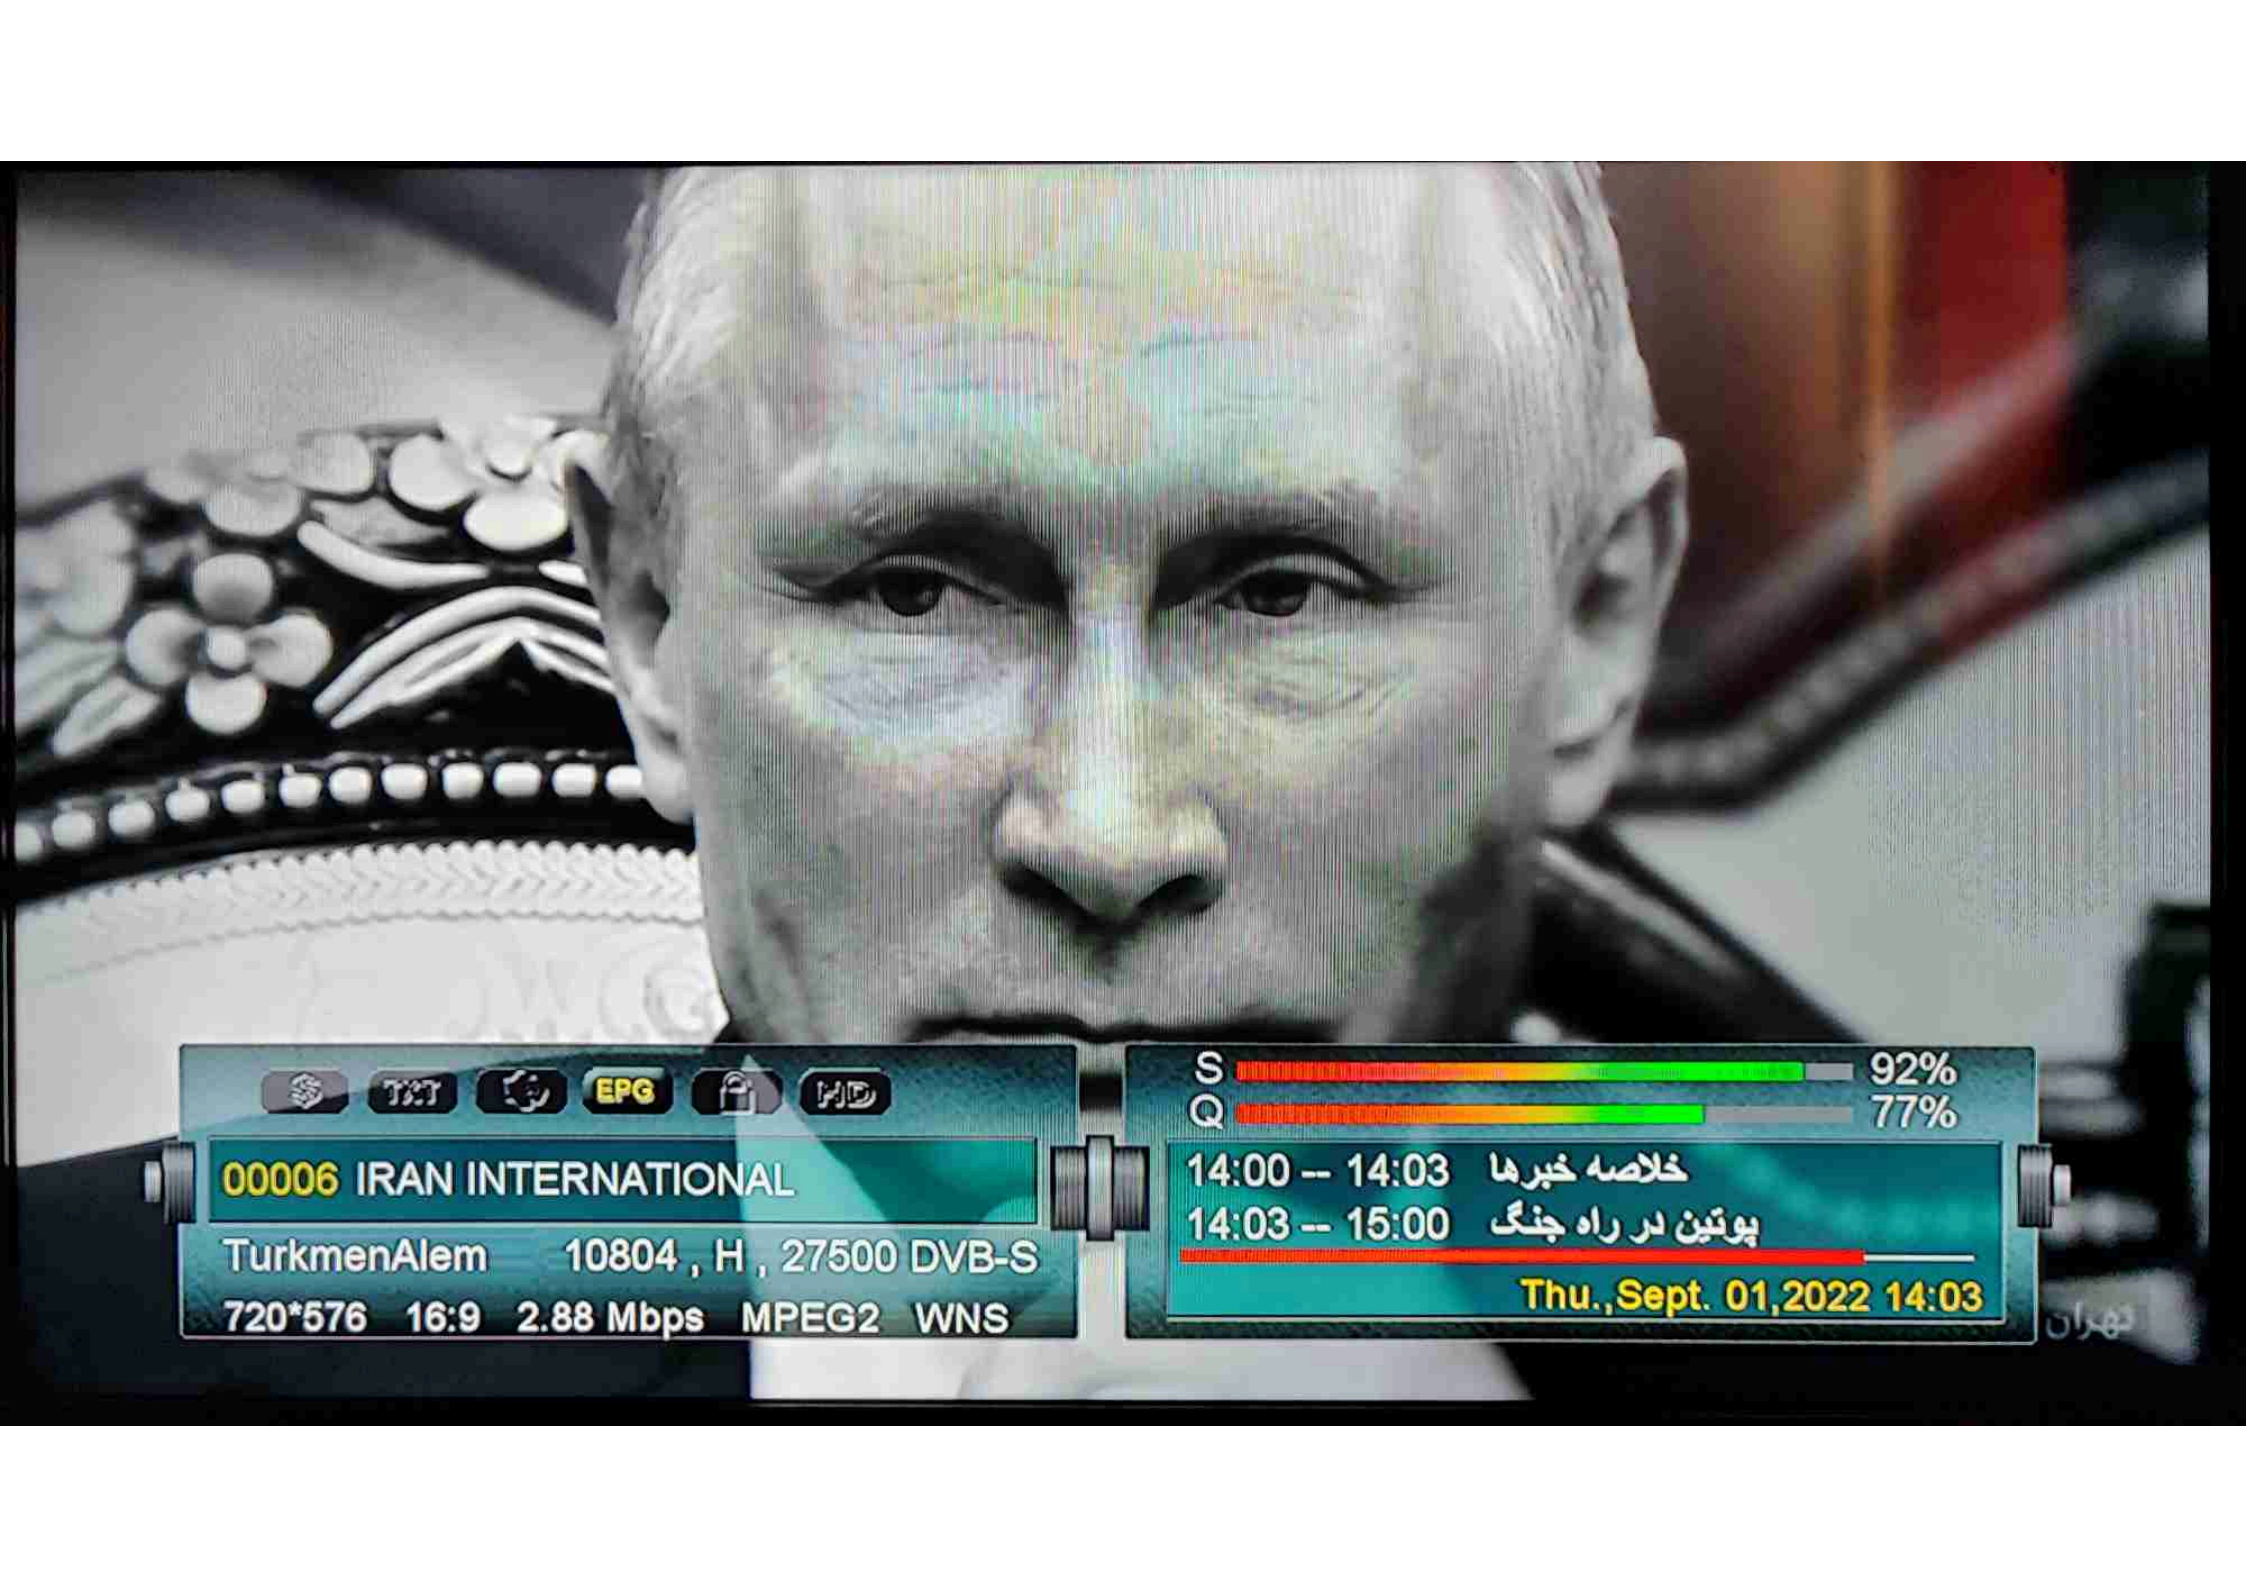 TXT EPG HD
00006 IRAN INTERNATIONAL
TurkmenAlem 10804 , H , 27500 DVB-S
720*576 16:9 2.88 Mbps MPEG2 WNS
S 92%
Q 77%
14:00 -- 14:03 خلاصه خبرها
14:03 -- 15:00 پوتین در راه جنگ
Thu.,Sept. 01,2022 14:03
تهران